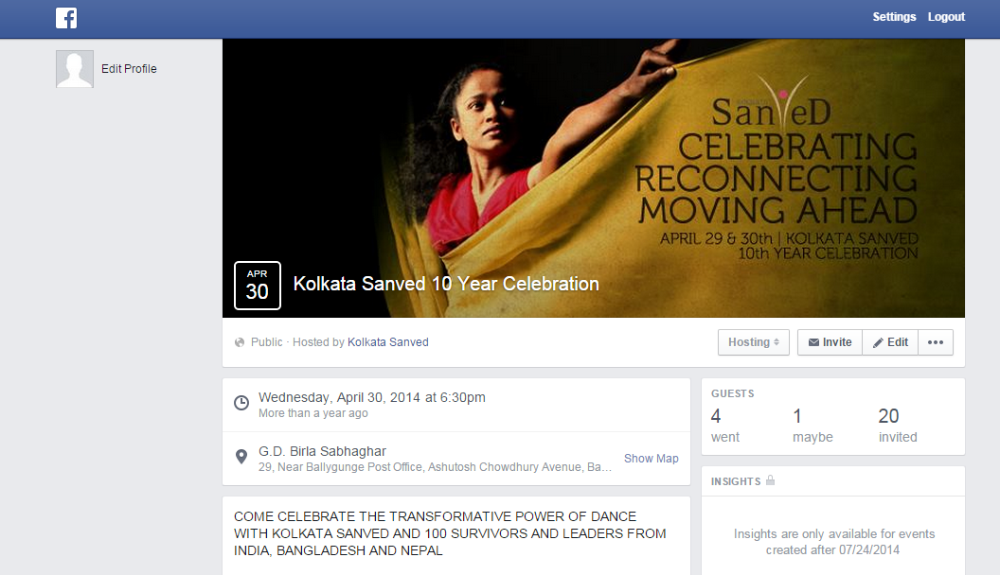 Settings Logout
Edit Profile
SanveD
CELEBRATING
RECONNECTING
MOVING AHEAD
APRIL 29 & 30th | KOLKATA SANVED
10th YEAR CELEBRATION
APR
30
Kolkata Sanved 10 Year Celebration
Public · Hosted by Kolkata Sanved
Hosting
Invite
Edit
Wednesday, April 30, 2014 at 6:30pm
More than a year ago
G.D. Birla Sabhaghar
29, Near Ballygunge Post Office, Ashutosh Chowdhury Avenue, Ba...
Show Map
COME CELEBRATE THE TRANSFORMATIVE POWER OF DANCE
WITH KOLKATA SANVED AND 100 SURVIVORS AND LEADERS FROM
INDIA, BANGLADESH AND NEPAL
GUESTS
4 1 20
went maybe invited
INSIGHTS
Insights are only available for events
created after 07/24/2014